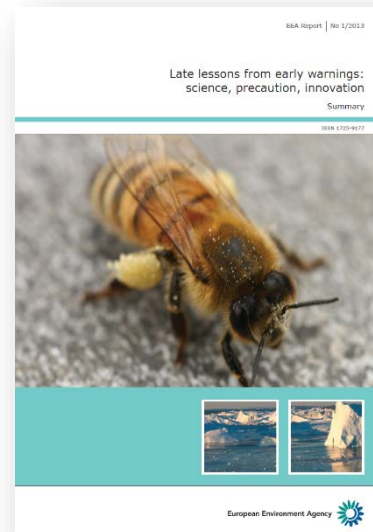 EEA Report | No 1/2013
Late lessons from early warnings:
science, precaution, innovation
Summary
ISSN 1725-9177
European Environment Agency